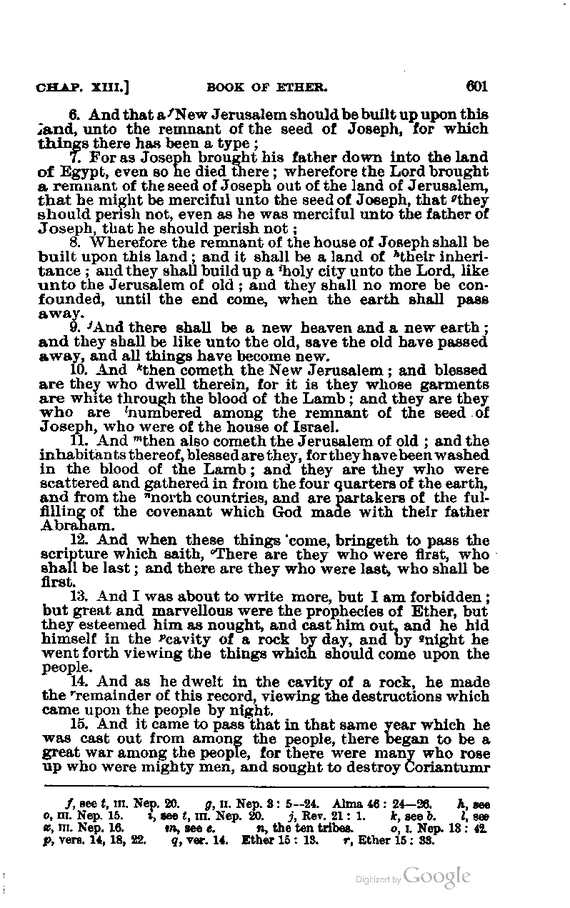 CHAP. XIII.] BOOK OF ETHER. 601
6. And that a fNew Jerusalem should be built up upon this
land, unto the remnant of the seed of Joseph, for which
things there has been a type ;
7. For as Joseph brought his father down into the land
of Egypt, even so he died there ; wherefore the Lord brought
a remnant of the seed of Joseph out of the land of Jerusalem,
that he might be merciful unto the seed of Joseph, that gthey
should perish not, even as he was merciful unto the father of
Joseph, that he should perish not ;
8. Wherefore the remnant of the house of Joseph shall be
built upon this land ; and it shall be a land of htheir inheri-
tance ; and they shall build up a iholy city unto the Lord, like
unto the Jerusalem of old ; and they shall no more be con-
founded, until the end come, when the earth shall pass
away.
9. jAnd there shall be a new heaven and a new earth ;
and they shall be like unto the old, save the old have passed
away, and all things have become new.
10. And kthen cometh the New Jerusalem ; and blessed
are they who dwell therein, for it is they whose garments
are white through the blood of the Lamb ; and they are they
who are lnumbered among the remnant of the seed of
Joseph, who were of the house of Israel.
11. And mthen also cometh the Jerusalem of old ; and the
inhabitants thereof, blessed are they, for they have been washed
in the blood of the Lamb ; and they are they who were
scattered and gathered in from the four quarters of the earth,
and from the nnorth countries, and are partakers of the ful-
filling of the covenant which God made with their father
Abraham.
12. And when these things come, bringeth to pass the
scripture which saith, oThere are they who were first, who
shall be last ; and there are they who were last, who shall be
first.
13. And I was about to write more, but I am forbidden ;
but great and marvellous were the prophecies of Ether, but
they esteemed him as nought, and cast him out, and he hid
himself in the pcavity of a rock by day, and by qnight he
went forth viewing the things which should come upon the
people.
14. And as he dwelt in the cavity of a rock, he made
the rremainder of this record, viewing the destructions which
came upon the people by night.
15. And it came to pass that in that same year which he
was cast out from among the people, there began to be a
great war among the people, for there were many who rose
up who were mighty men, and sought to destroy Coriantumr
f, see t, III. Nep. 20. g, II. Nep. 3 : 5--24. Alma 46 : 24—26. h, see
o, III. Nep. 15. i, see t, III. Nep. 20. j, Rev. 21 : 1. k, see b. l, see
x, III. Nep. 16. m, see e. n, the ten tribes. o, I. Nep. 13 : 42.
p, vers. 14, 18, 22. q, ver. 14. Ether 15 : 13. r, Ether 15 : 33.
Digitized by Google